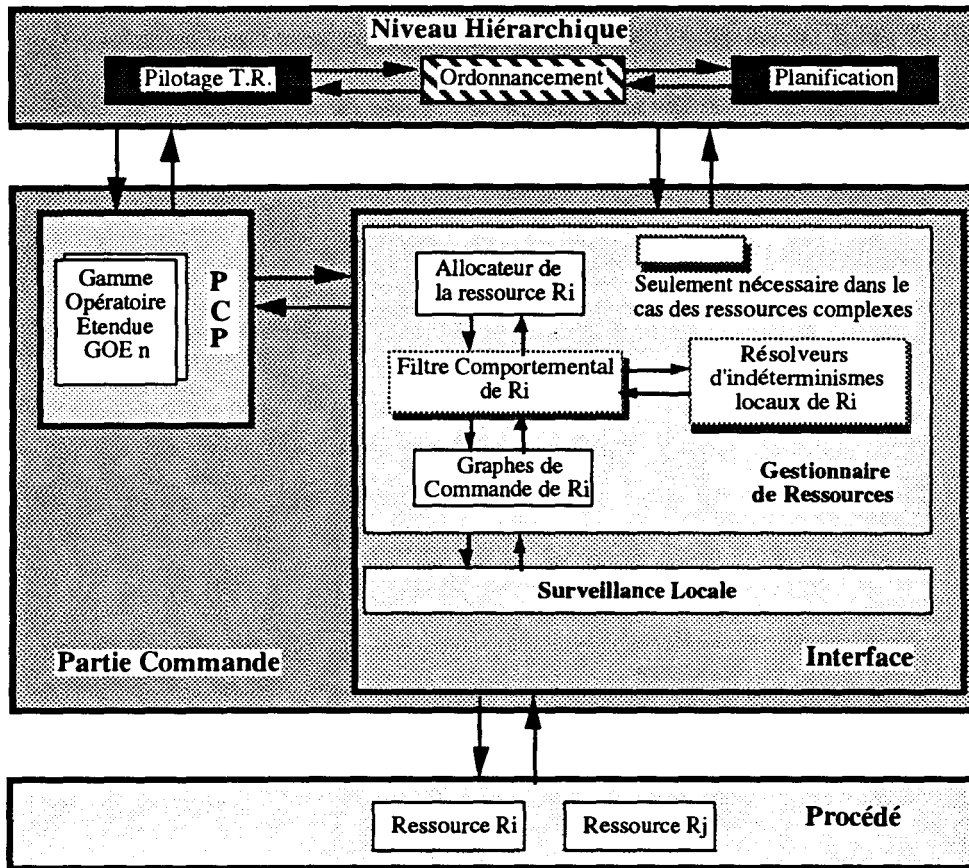 Niveau Hiérarchique
Pilotage T.R.
Ordonnancement
Planification
Gamme
Opératoire
Etendue
GOE n
P
C
P
Allocateur de
la ressource Ri
Seulement nécessaire dans le
cas des ressources complexes
Filtre Comportemental
de Ri
Résolveurs
d'indéterminismes
locaux de Ri
Graphes de
Commande de Ri
Gestionnaire
de Ressources
Surveillance Locale
Partie Commande
Interface
Ressource Ri
Ressource Rj
Procédé